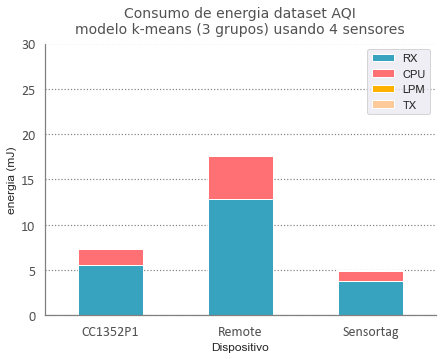 Consumo de energia dataset AQI
modelo k-means (3 grupos) usando 4 sensores
RX
CPU
LPM
TX
30
25
20
15
10
5
0
energia (mJ)
CC1352P1
Remote
Sensortag
Dispositivo